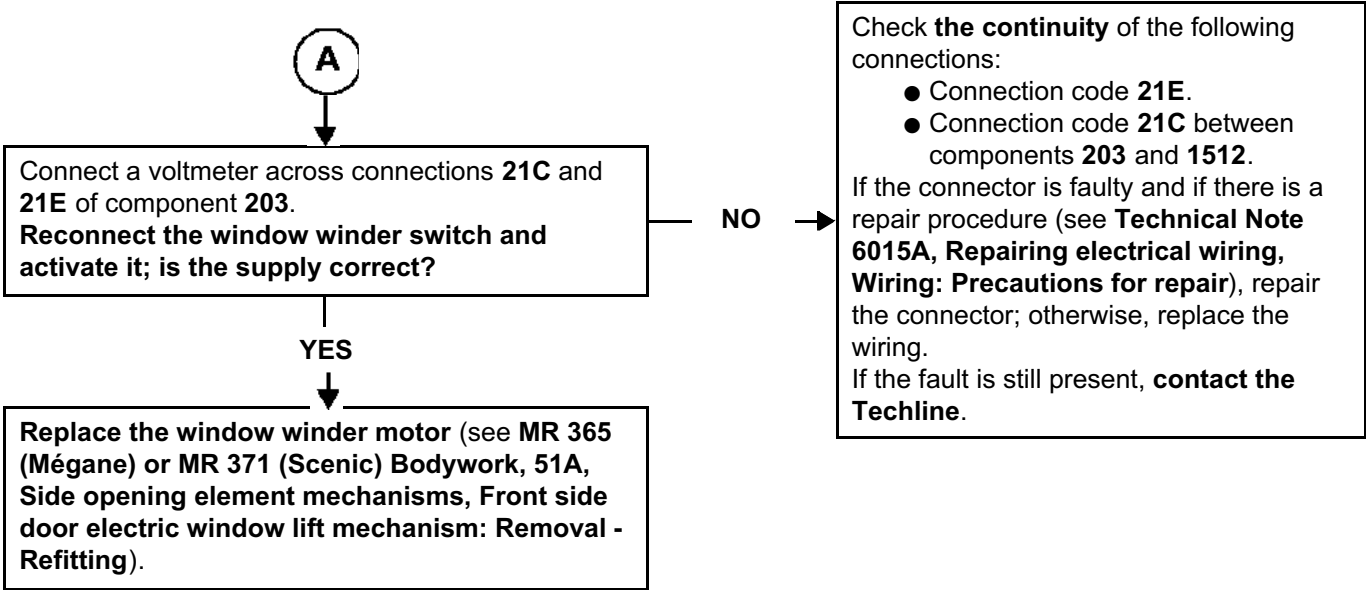 A
Connect a voltmeter across connections 21C and
21E of component 203.
Reconnect the window winder switch and
activate it; is the supply correct?
NO
Check the continuity of the following
connections:
● Connection code 21E.
● Connection code 21C between
components 203 and 1512.
If the connector is faulty and if there is a
repair procedure (see Technical Note
6015A, Repairing electrical wiring,
Wiring: Precautions for repair), repair
the connector; otherwise, replace the
wiring.
If the fault is still present, contact the
Techline.
YES
Replace the window winder motor (see MR 365
(Mégane) or MR 371 (Scenic) Bodywork, 51A,
Side opening element mechanisms, Front side
door electric window lift mechanism: Removal -
Refitting).